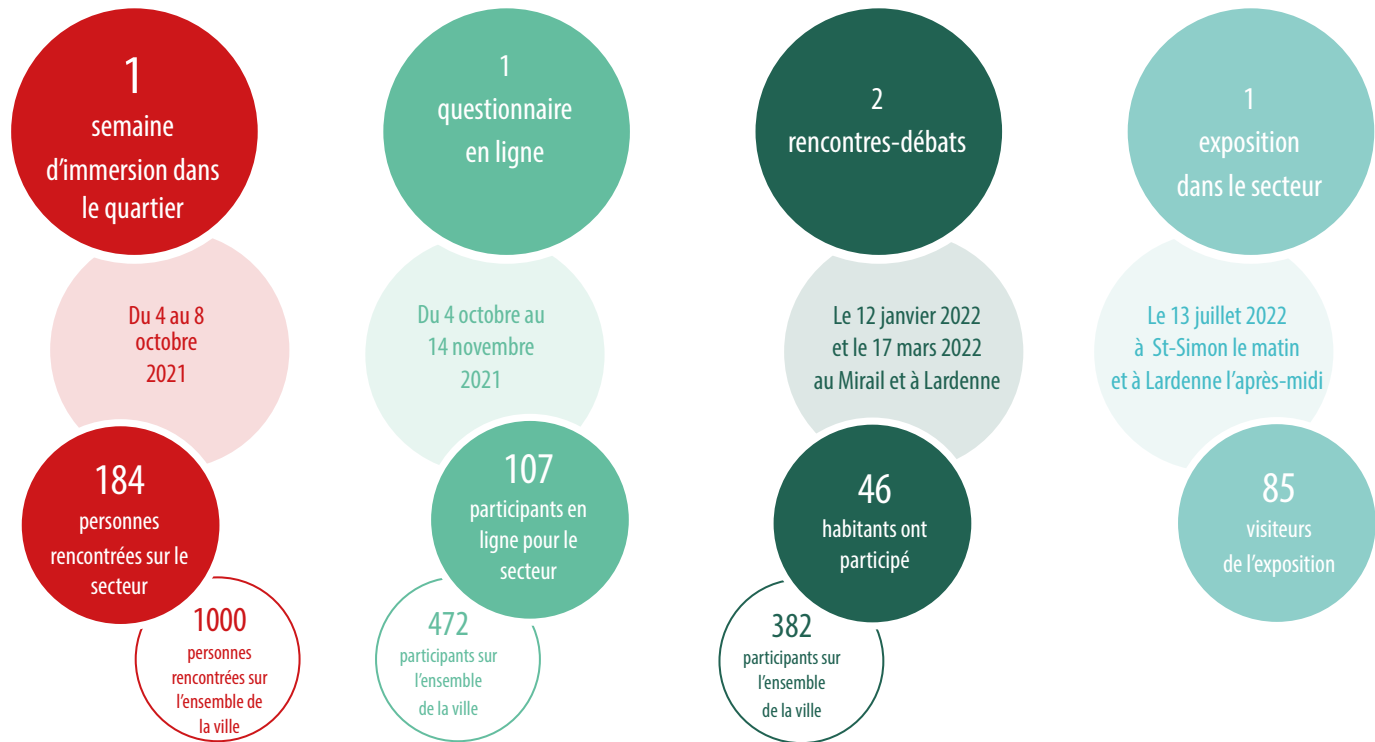 1
semaine
d'immersion dans
le quartier
Du 4 au 8
octobre
2021
184
personnes
rencontrées sur le
secteur
1000
personnes
rencontrées sur
l'ensemble de
la ville
1
questionnaire
en ligne
Du 4 octobre au
14 novembre
2021
107
participants en
ligne pour le
secteur
472
participants sur
l'ensemble
de la ville
2
rencontres-débats
Le 12 janvier 2022
et le 17 mars 2022
au Mirail et à Lardenne
46
habitants ont
participé
382
participants sur
l'ensemble
de la ville
1
exposition
dans le secteur
Le 13 juillet 2022
à St-Simon le matin
et à Lardenne l'après-midi
85
visiteurs
de l'exposition